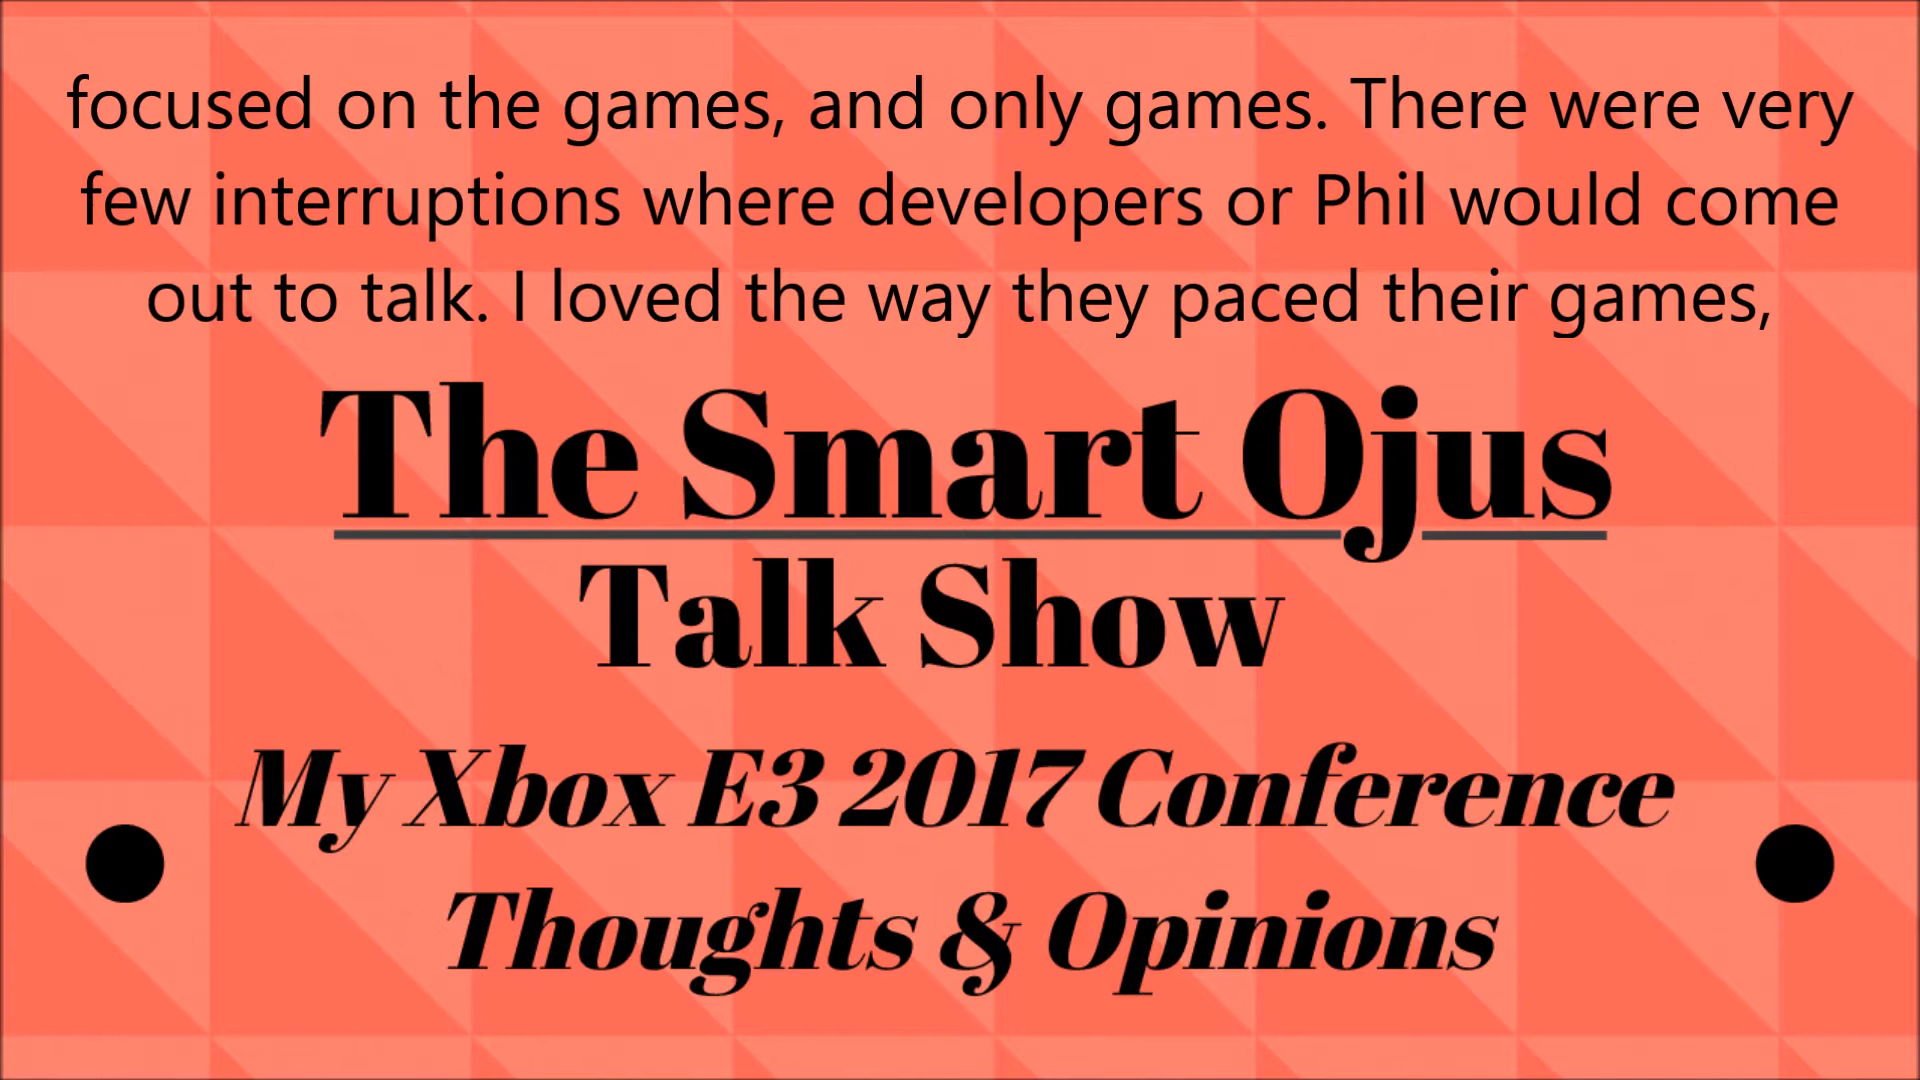 focused on the games, and only games. There were very
few interruptions where developers or Phil would come
out to talk. I loved the way they paced their games,
The Smart Ojus
Talk Show
My Xbox E3 2017 Conference
Thoughts & Opinions